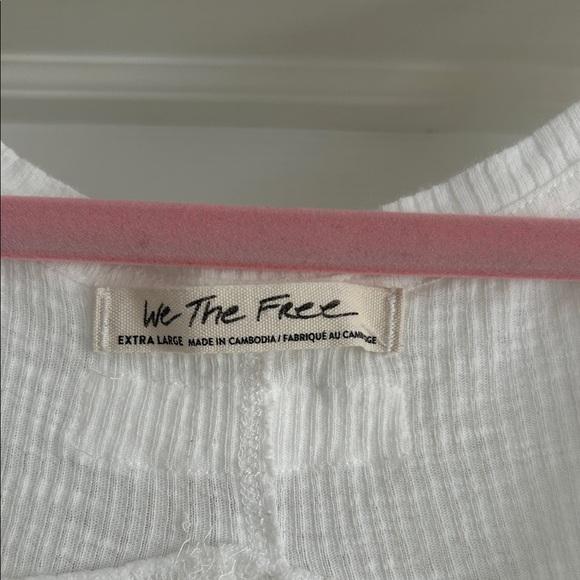 We The Free
EXTRA LARGE MADE IN CAMBODIA / FABRIQUÉ AU